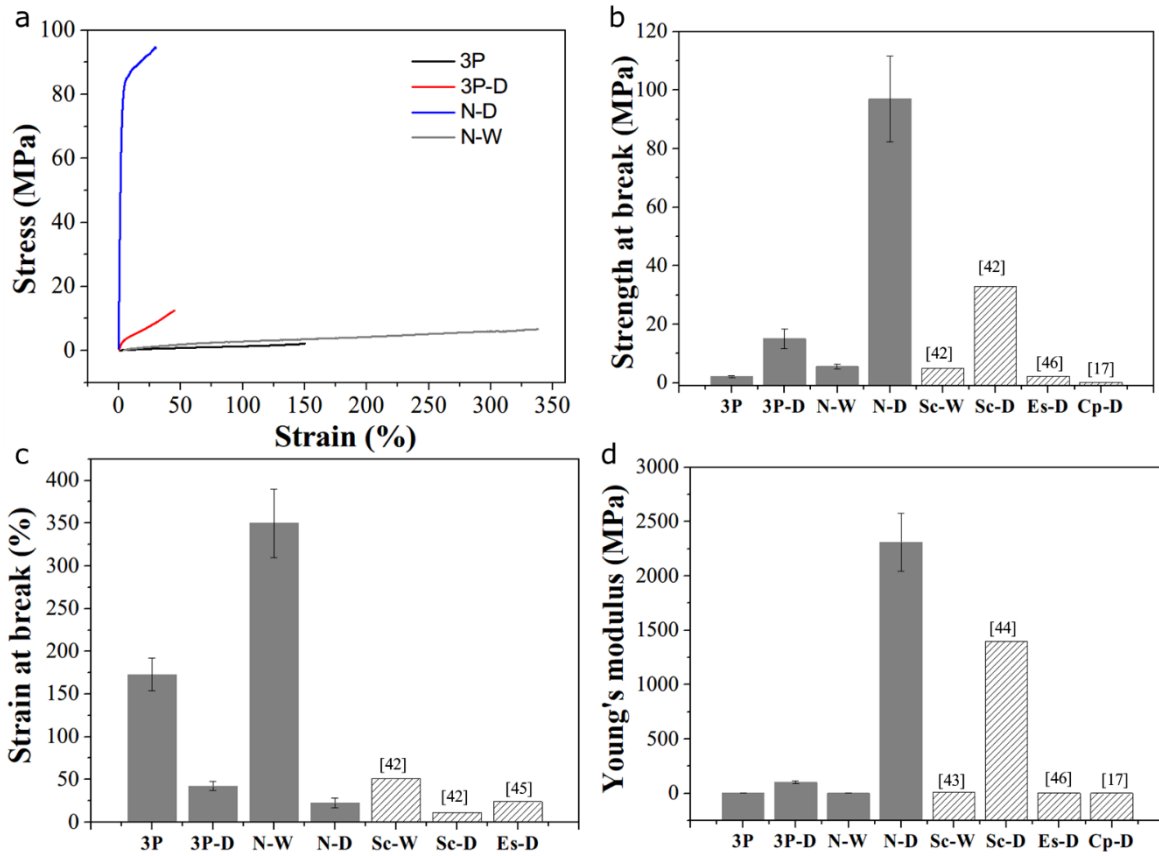 a
Stress (MPa)
100
80
60
40
20
0
3P
3P-D
N-D
N-W
0 50 100 150 200 250 300 350
Strain (%)
b
Strength at break (MPa)
120
100
80
60
40
20
0
[42]
[42]
[46]
[17]
3P 3P-D N-W N-D Sc-W Sc-D Es-D Cp-D
c
Strain at break (%)
400
350
300
250
200
150
100
50
0
[42]
[42]
[45]
3P 3P-D N-W N-D Sc-W Sc-D Es-D
d
Young's modulus (MPa)
3000
2500
2000
1500
1000
500
0
[43]
[44]
[46]
[17]
3P 3P-D N-W N-D Sc-W Sc-D Es-D Cp-D